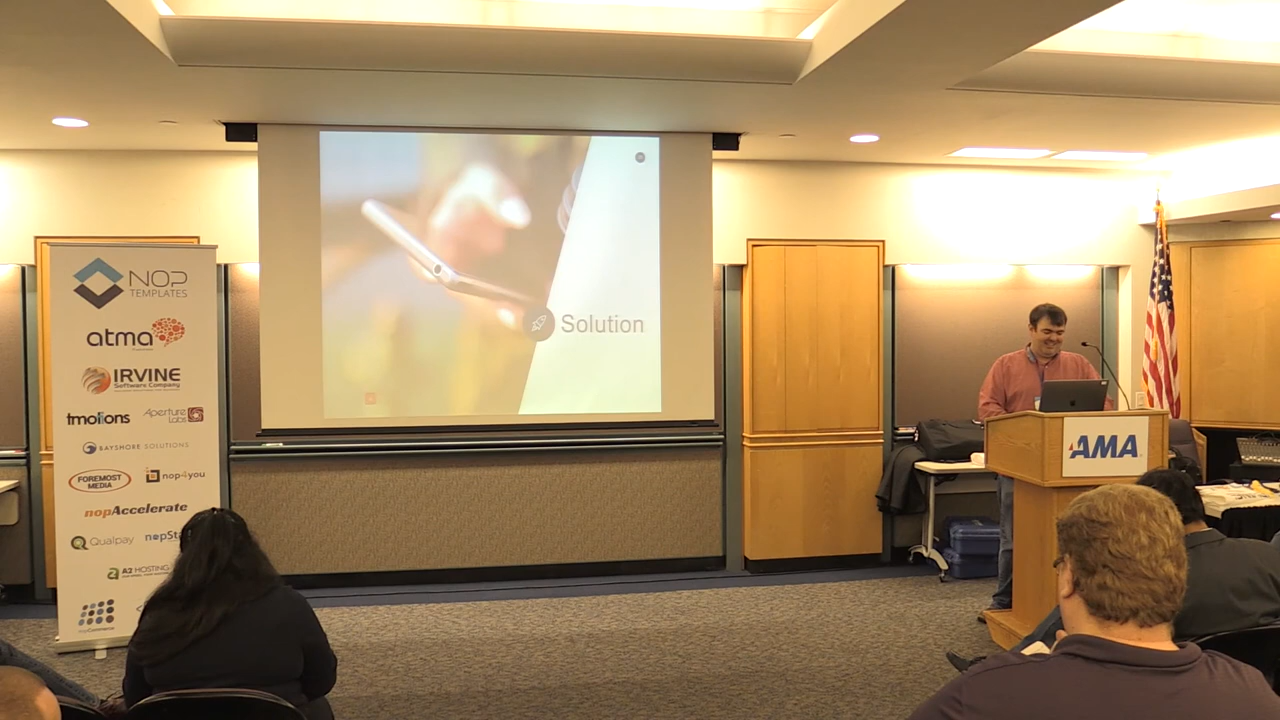 NOP
TEMPLATES
atma
IRVINE
Software Company
tmotions
APERTURE
LABS
BAYSHORE SOLUTIONS
FOREMOST
MEDIA
nop4you
nopAccelerate
Qualpay
A2 HOSTING
Solution
AMA